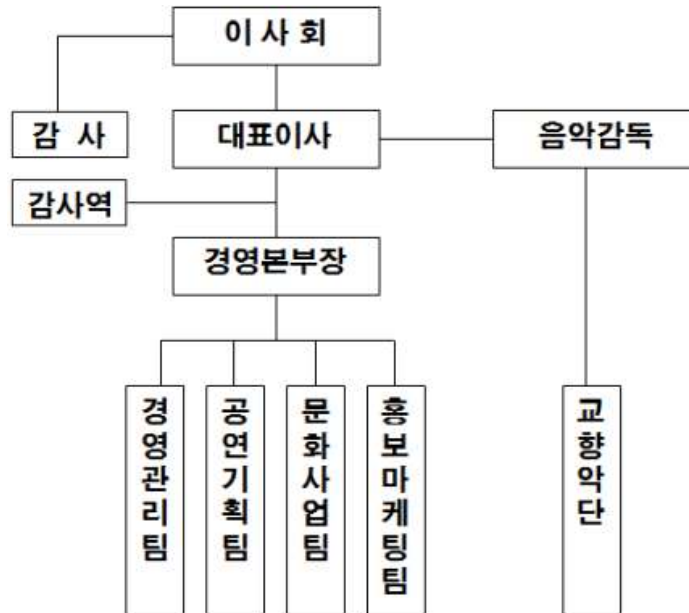 이 사 회
감 사
대표이사
음악감독
감사역
경영본부장
경영관리팀
공연기획팀
문화사업팀
홍보마케팅팀
교향악단